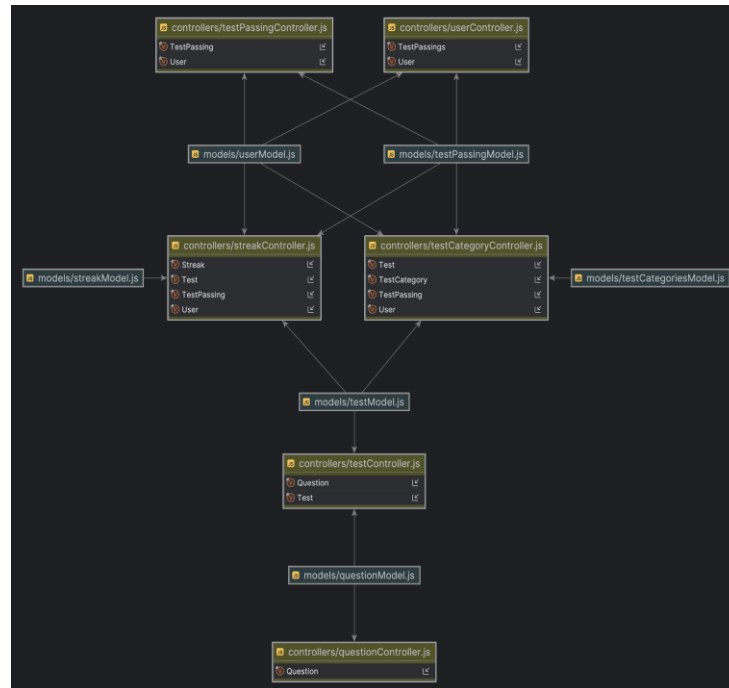 controllers/testPassingController.js
TestPassing
User
controllers/userController.js
TestPassings
User
models/userModel.js
models/testPassingModel.js
controllers/streakController.js
Streak
Test
TestPassing
User
controllers/testCategoryController.js
Test
TestCategory
TestPassing
User
models/streakModel.js
models/testCategoriesModel.js
models/testModel.js
controllers/testController.js
Question
Test
models/questionModel.js
controllers/questionController.js
Question